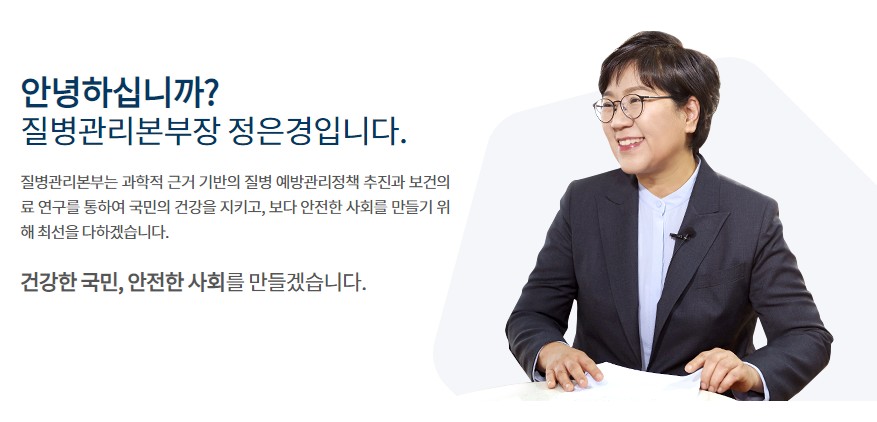 안녕하십니까?
질병관리본부장 정은경입니다.
질병관리본부는 과학적 근거 기반의 질병 예방관리정책 추진과 보건의
료 연구를 통하여 국민의 건강을 지키고, 보다 안전한 사회를 만들기 위
해 최선을 다하겠습니다.
건강한 국민, 안전한 사회를 만들겠습니다.